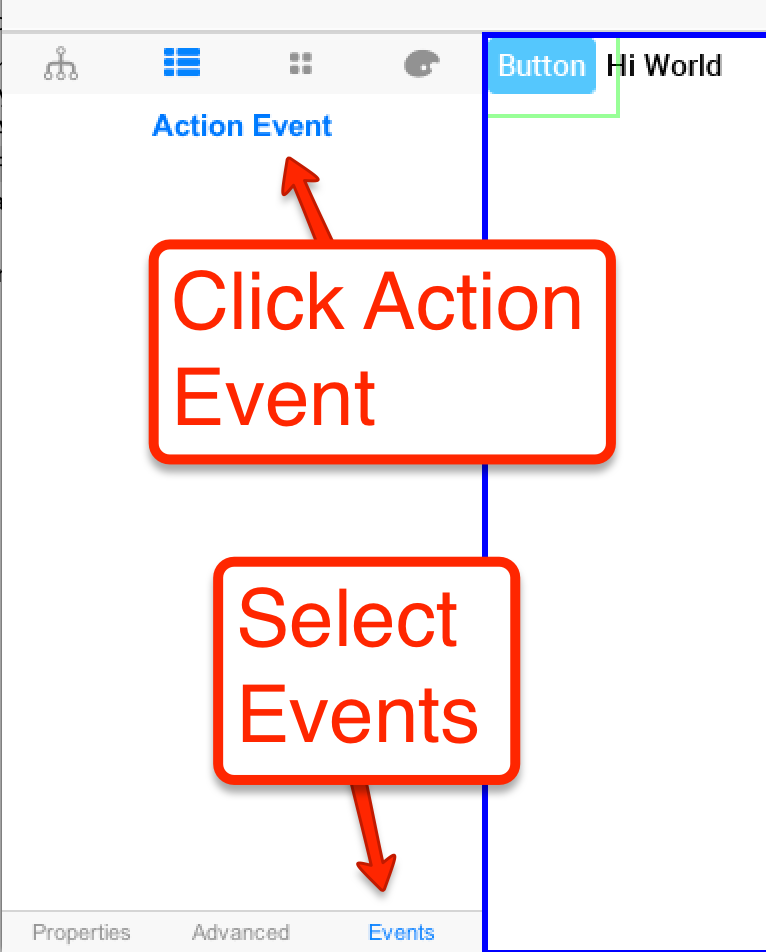 Button Hi World
Action Event
Click Action
Event
Select
Events
Properties Advanced Events